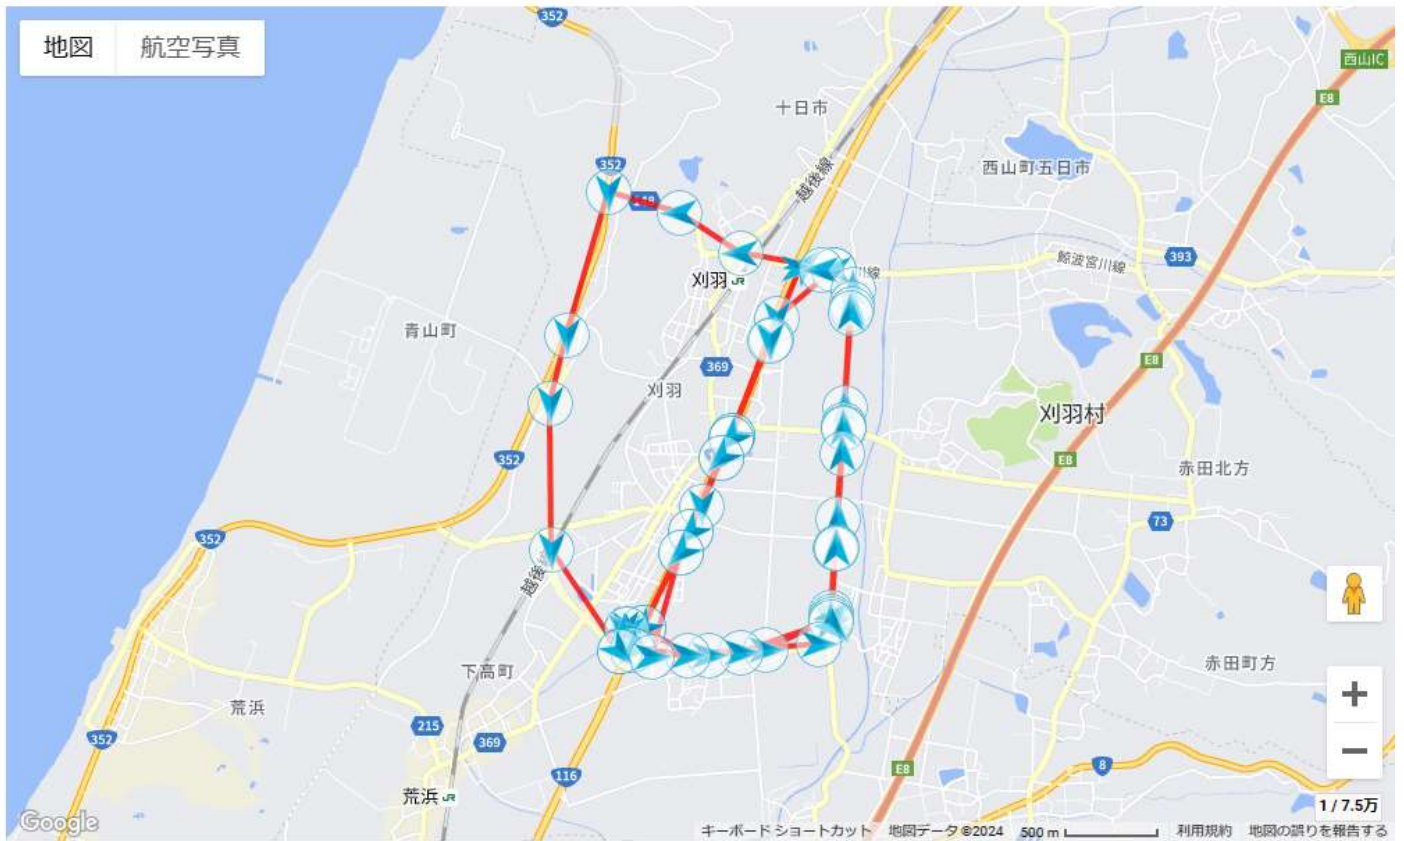 地図 航空写真
352
西山IC
E8
十日市
越後線
352
西山町五日市
鯨波宮川線
393
川線
刈羽
JR
青山町
369
E8
刈羽
刈羽村
352
E8
赤田北方
73
352
越後
下高町
赤田町方
荒浜
215
352
369
116
E8
8
荒浜
JR
1 / 7.5万
Google
キーボード ショートカット 地図データ ©2024 500 m 利用規約 地図の誤りを報告する